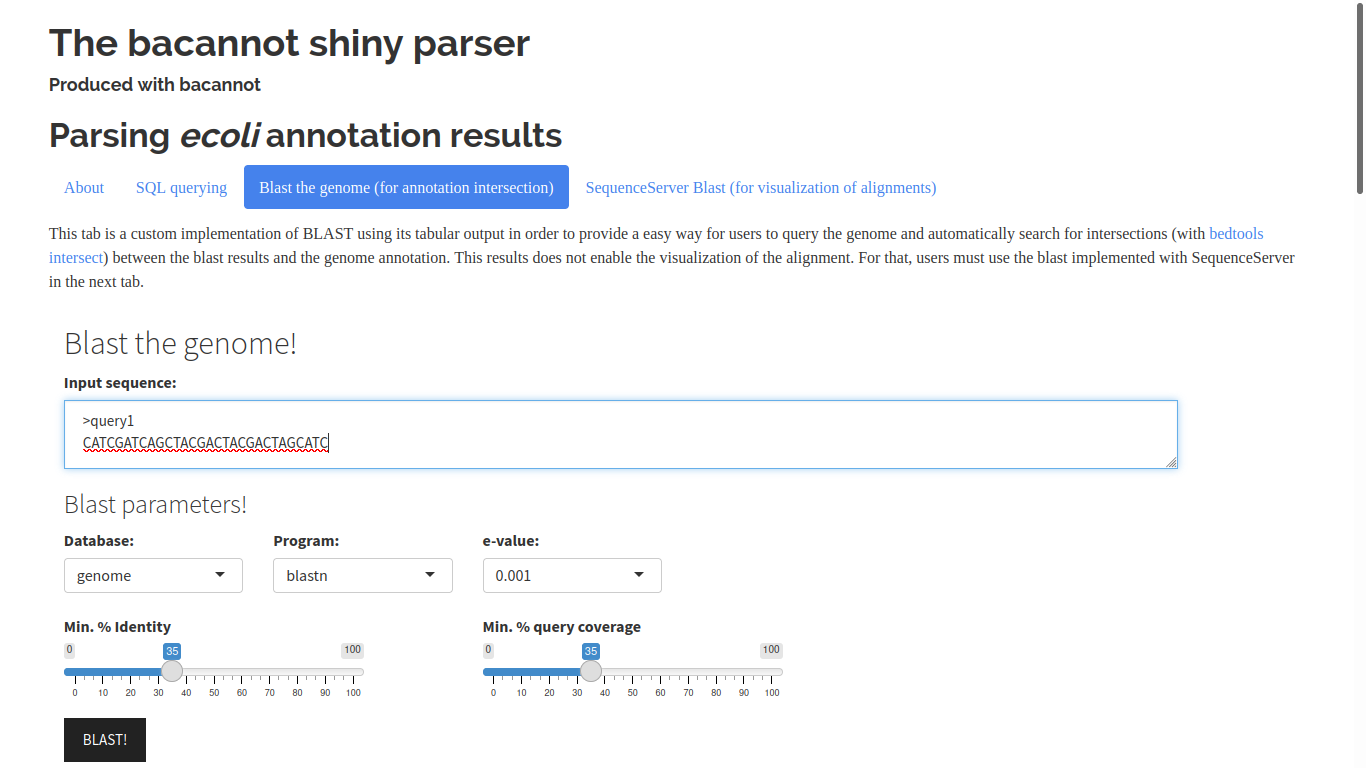 The bacannot shiny parser
Produced with bacannot
Parsing ecoli annotation results
About SQL querying Blast the genome (for annotation intersection) SequenceServer Blast (for visualization of alignments)
This tab is a custom implementation of BLAST using its tabular output in order to provide a easy way for users to query the genome and automatically search for intersections (with bedtools
intersect) between the blast results and the genome annotation. This results does not enable the visualization of the alignment. For that, users must use the blast implemented with SequenceServer
in the next tab.
Blast the genome!
Input sequence:
>query1
CATCGATCAGCTACGACTACGACTAGCATC
Blast parameters!
Database: Program: e-value:
genome blastn 0.001
Min. % Identity Min. % query coverage
0 35 100 0 35 100
0 10 20 30 40 50 60 70 80 90 100 0 10 20 30 40 50 60 70 80 90 100
BLAST!